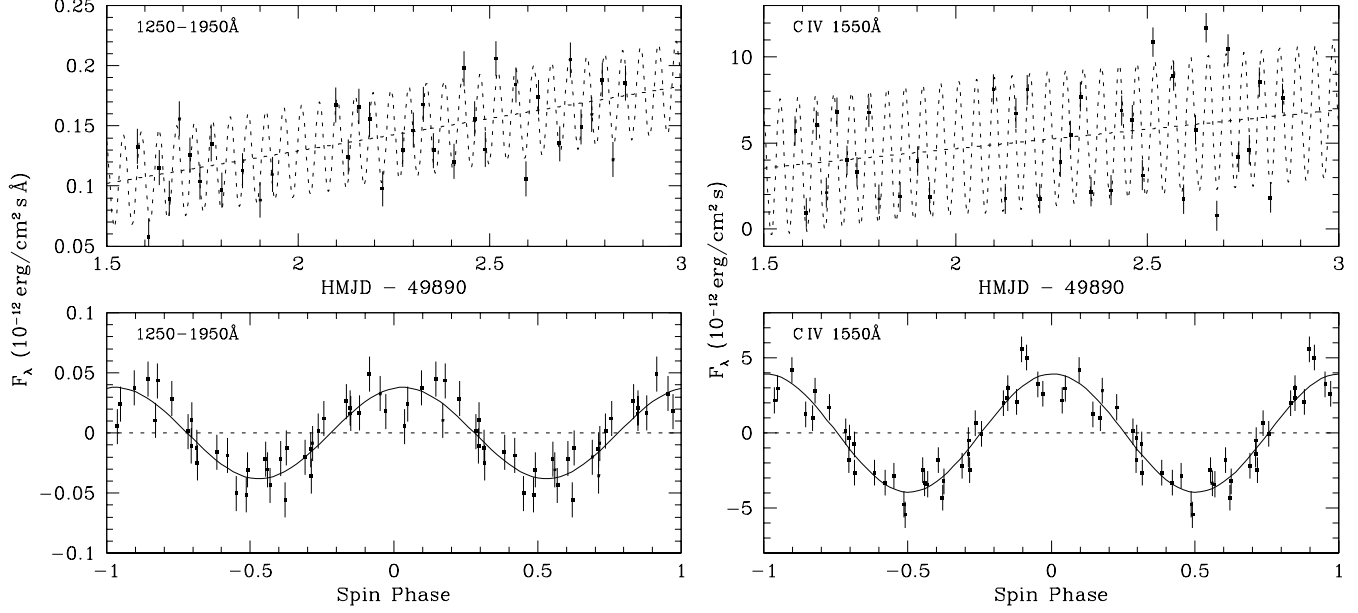 0.25
0.2
0.15
0.1
0.05
1250−1950Å
1.5 2 2.5 3
HMJD − 49890
10
5
0
C IV 1550Å
1.5 2 2.5 3
HMJD − 49890
F_λ (10^−12 erg/cm² s Å)
F_λ (10^−12 erg/cm² s)
0.1
0.05
0
−0.05
−0.1
1250−1950Å
−1 −0.5 0 0.5 1
Spin Phase
5
0
−5
C IV 1550Å
−1 −0.5 0 0.5 1
Spin Phase